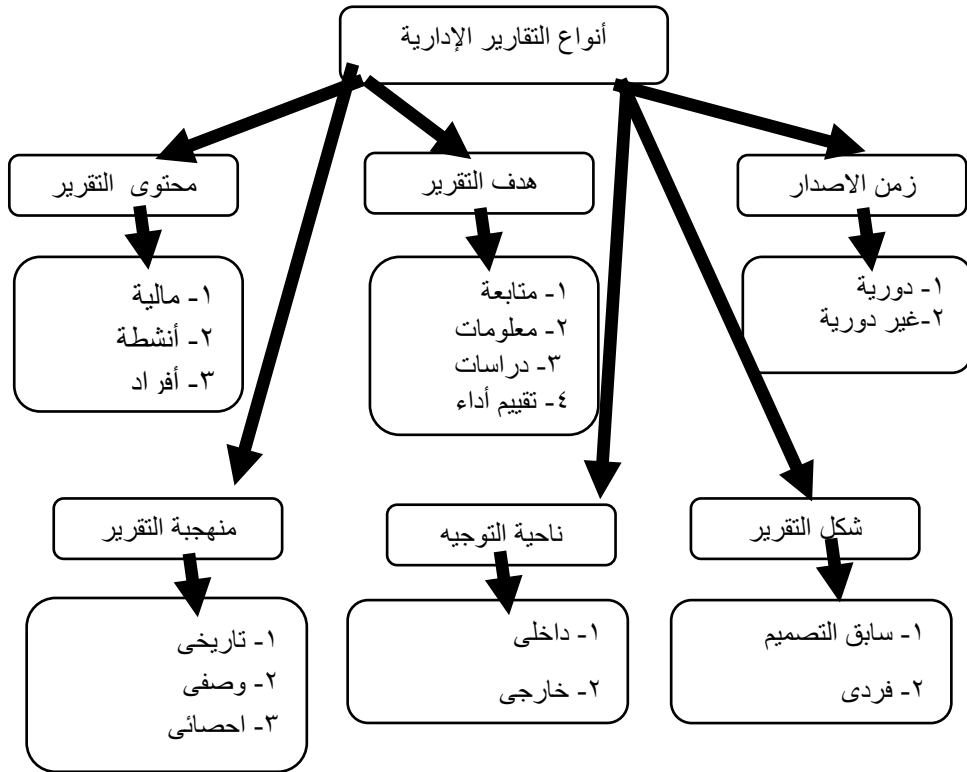 أنواع التقارير الإدارية
زمن الاصدار
١- دورية
٢-غير دورية
هدف التقرير
١- متابعة
٢- معلومات
٣- دراسات
٤- تقييم أداء
محتوى التقرير
١- مالية
٢- أنشطة
٣- أفراد
شكل التقرير
١- سابق التصميم
٢- فردى
ناحية التوجيه
١- داخلى
٢- خارجى
منهجبة التقرير
١- تاريخى
٢- وصفى
٣- احصائى